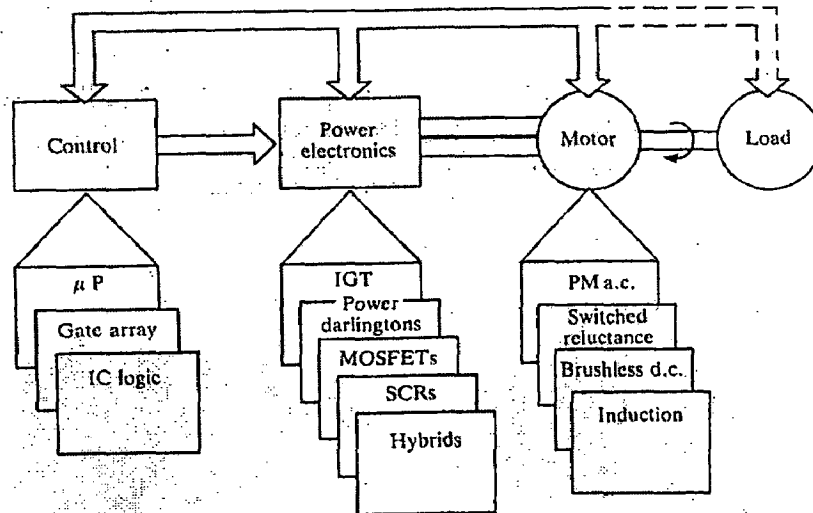 Control
Power
electronics
Motor
Load
μ P
Gate array
IC logic
IGT
Power
darlingtons
MOSFETs
SCRs
Hybrids
PM a.c.
Switched
reluctance
Brushless d.c.
Induction